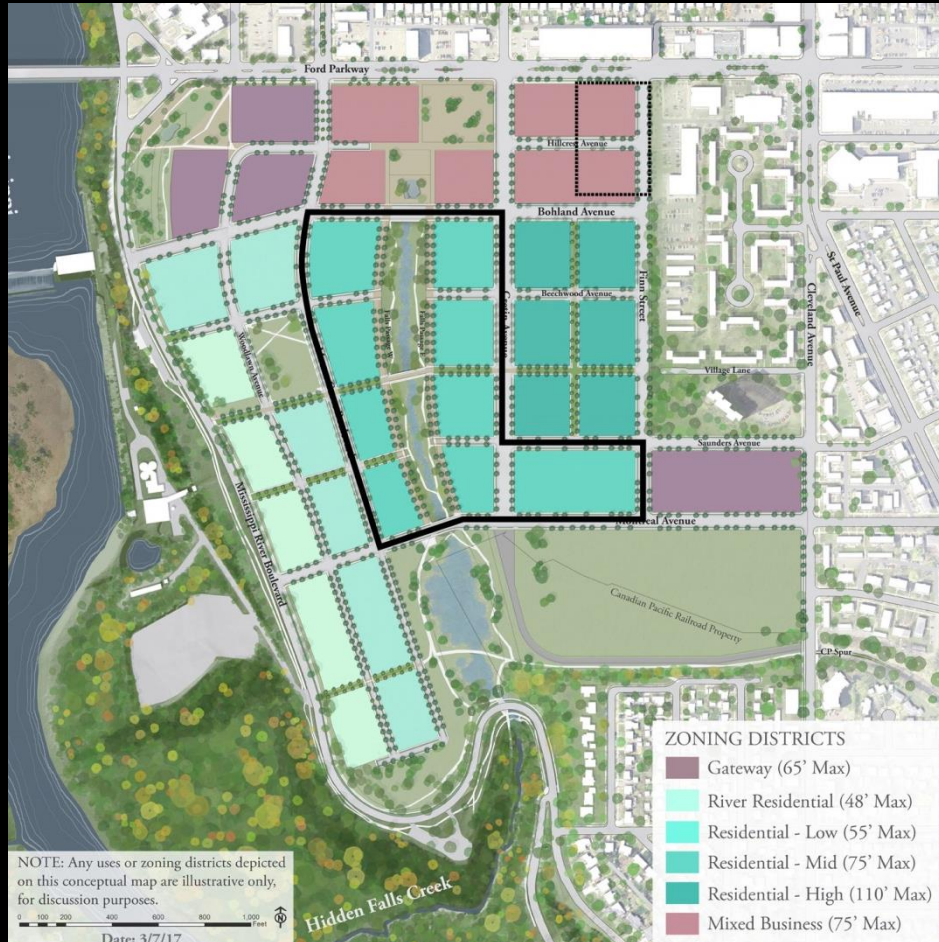 Ford Parkway
Hillcrest Avenue
Bohland Avenue
Beechwood Avenue
Finn Street
Cleveland Avenue
St Paul Avenue
Woodlawn Avenue
Village Lane
Saunders Avenue
Montreal Avenue
Mississippi River Boulevard
Canadian Pacific Railroad Property
CP Spur
Hidden Falls Creek
ZONING DISTRICTS
Gateway (65’ Max)
River Residential (48’ Max)
Residential - Low (55’ Max)
Residential - Mid (75’ Max)
Residential - High (110’ Max)
Mixed Business (75’ Max)
NOTE: Any uses or zoning districts depicted
on this conceptual map are illustrative only,
for discussion purposes.
0 100 200 400 600 800 1,000
Feet
N
Date: 3/7/17